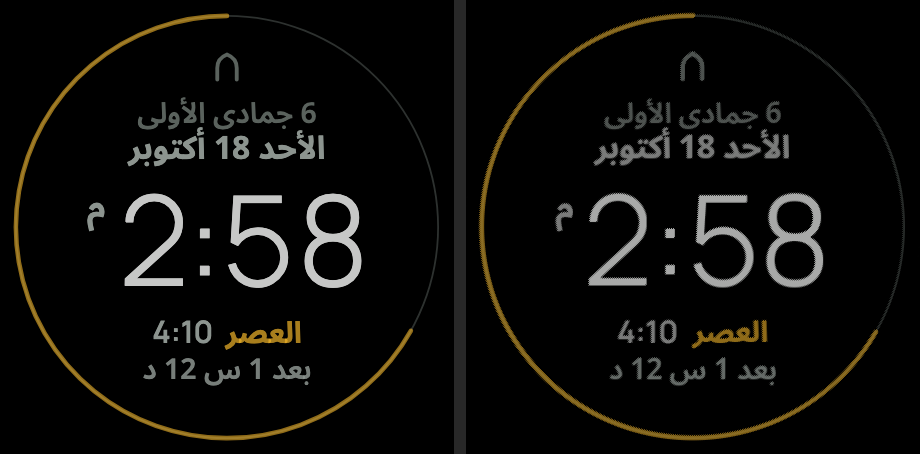 6 جمادى الأولى
الأحد 18 أكتوبر
2:58 م
العصر 4:10
بعد 1 س 12 د
6 جمادى الأولى
الأحد 18 أكتوبر
2:58 م
العصر 4:10
بعد 1 س 12 د